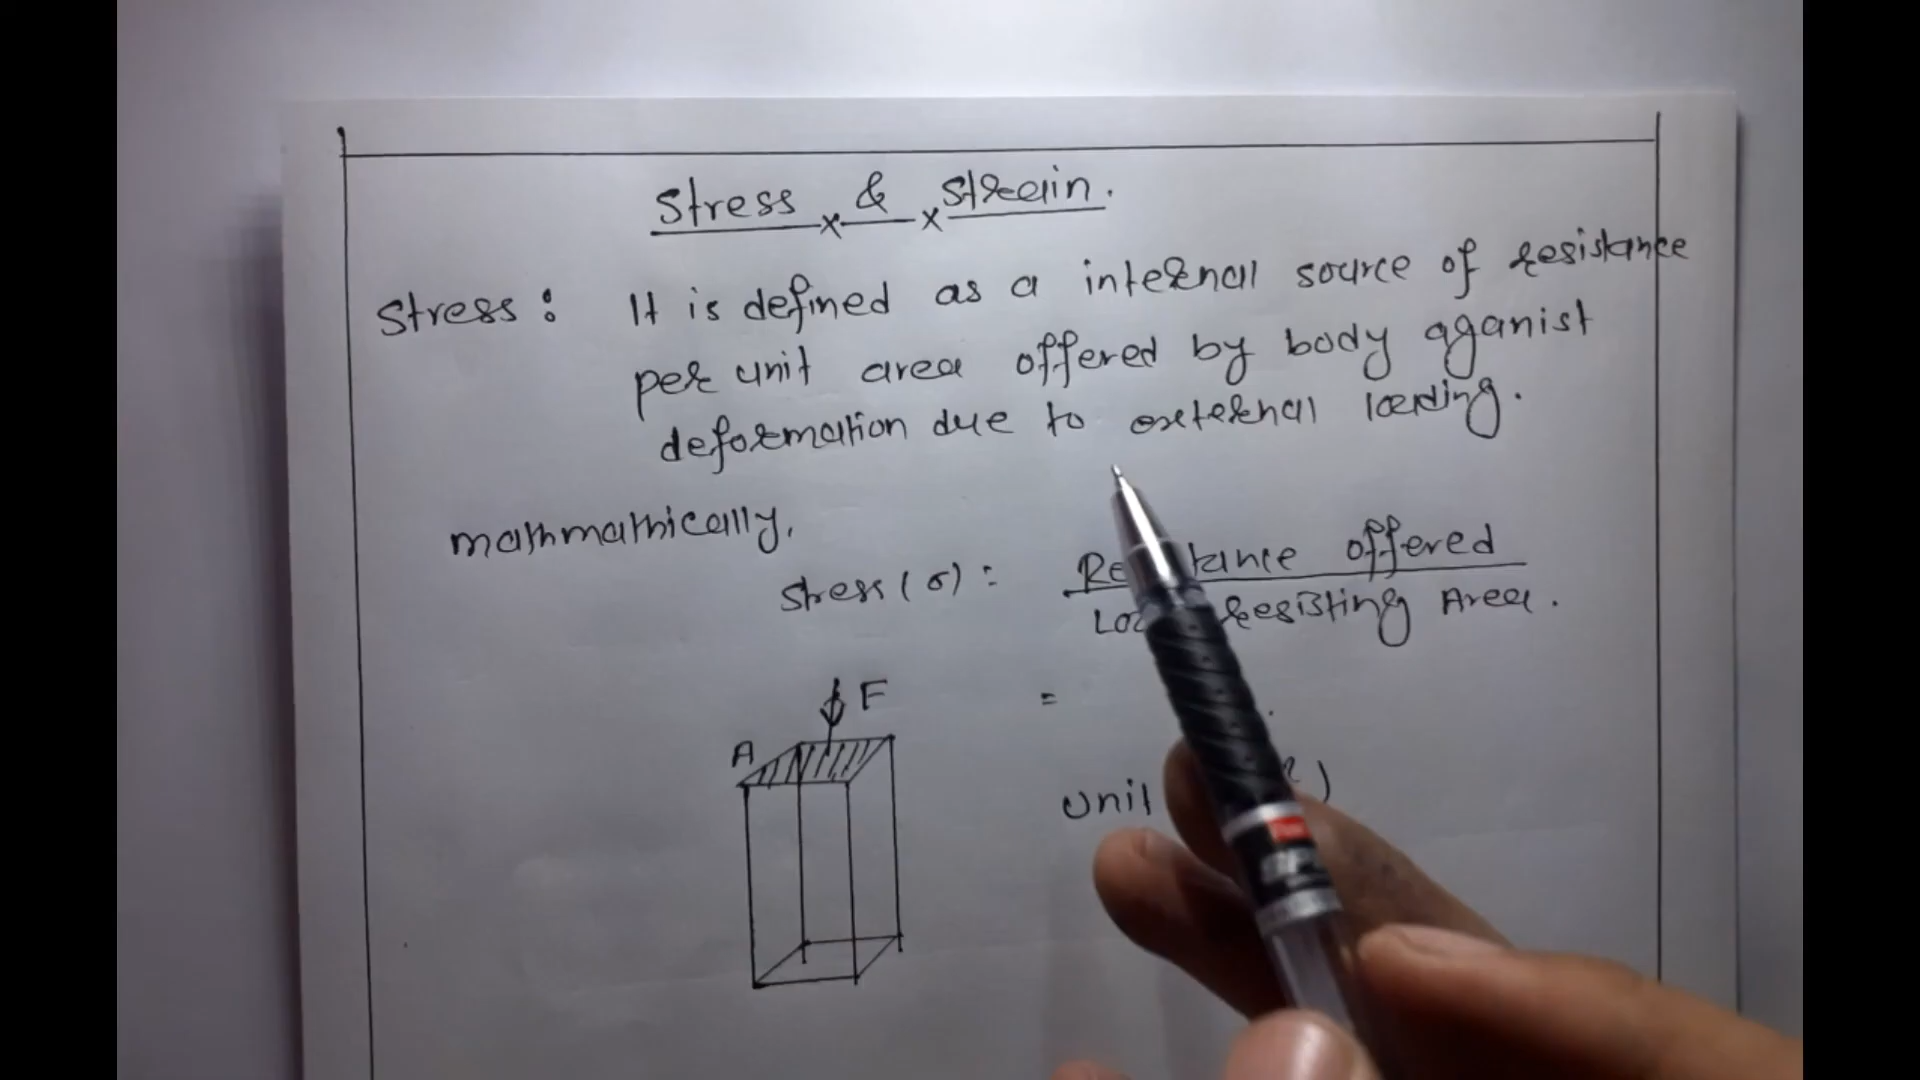 Stress & Strain.
Stress: It is defined as a internal source of resistance
per unit area offered by body aganist
deformation due to external loading.
mathmathically,
Stress (σ) = Resistance offered
Load resisting Area.
F
=
A
Unit )